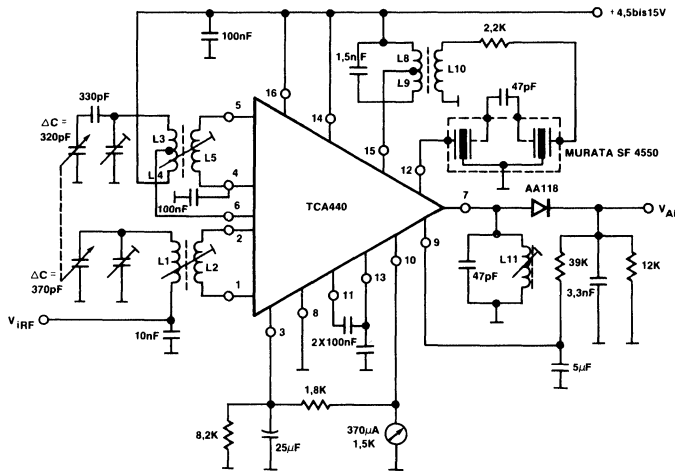 +4,5bis15V
100nF
2,2K
1,5nF
L8
L9
L10
330pF
47pF
ΔC =
320pF
16
14
5
15
12
L3
L4
L5
4
MURATA SF 4550
100nF
6
TCA440
7
AA118
2
9
ΔC =
370pF
L1
L2
1
13
10
11
47pF
L11
39K
3,3nF
12K
ViRF
10nF
3
8
2X100nF
5µF
1,8K
8,2K
25µF
370µA
1,5K